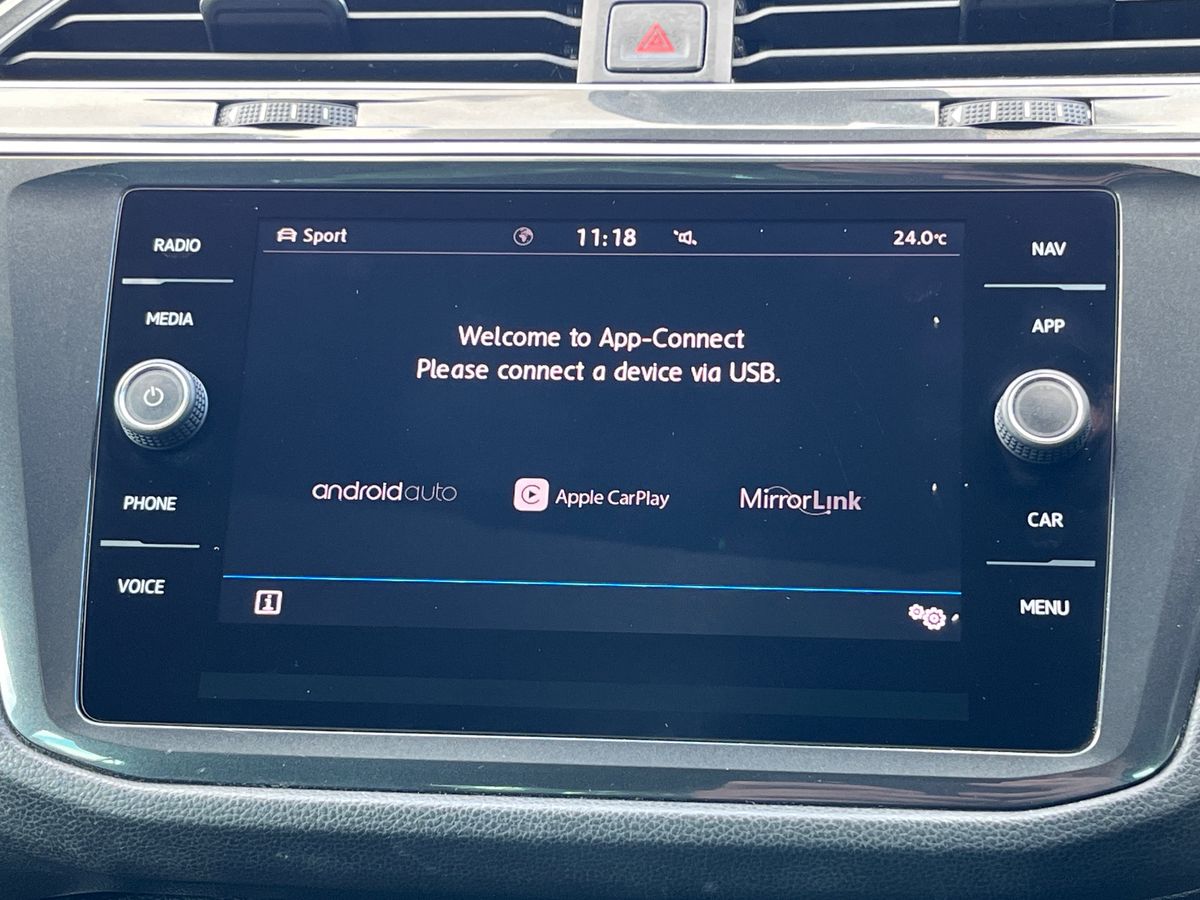 RADIO
MEDIA
PHONE
VOICE
Sport
11:18
24.0°C
Welcome to App-Connect
Please connect a device via USB.
androidauto
Apple CarPlay
MirrorLink
i
NAV
APP
CAR
MENU